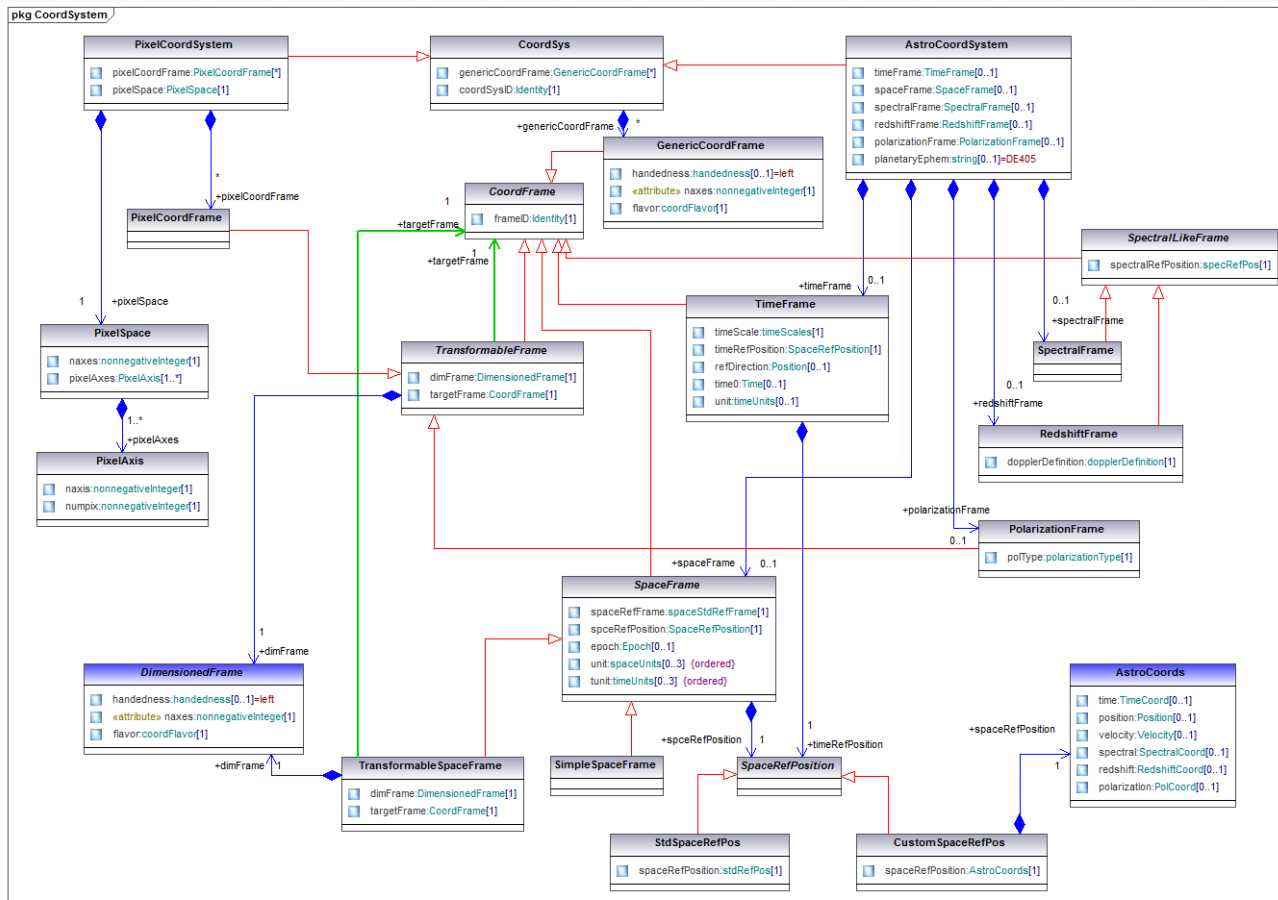 pkg CoordSystem
PixelCoordSystem
pixelCoordFrame:PixelCoordFrame[*]
pixelSpace:PixelSpace[1]
CoordSys
genericCoordFrame:GenericCoordFrame[*]
coordSysID:Identity[1]
AstroCoordSystem
timeFrame:TimeFrame[0..1]
spaceFrame:SpaceFrame[0..1]
spectralFrame:SpectralFrame[0..1]
redshiftFrame:RedshiftFrame[0..1]
polarizationFrame:PolarizationFrame[0..1]
planetaryEphem:string[0..1]=DE405
+genericCoordFrame
*
GenericCoordFrame
handedness:handedness[0..1]=left
«attribute» naxes:nonnegativeInteger[1]
flavor:coordFlavor[1]
*
+pixelCoordFrame
PixelCoordFrame
CoordFrame
frameID:Identity[1]
1
+targetFrame
1
+targetFrame
SpectralLikeFrame
spectralRefPosition:specRefPos[1]
1
+pixelSpace
+timeFrame
0..1
0..1
+spectralFrame
PixelSpace
naxes:nonnegativeInteger[1]
pixelAxes:PixelAxis[1..*]
TransformableFrame
dimFrame:DimensionedFrame[1]
targetFrame:CoordFrame[1]
TimeFrame
timeScale:timeScales[1]
timeRefPosition:SpaceRefPosition[1]
refDirection:Position[0..1]
time0:Time[0..1]
unit:timeUnits[0..1]
SpectralFrame
0..1
+redshiftFrame
1..*
+pixelAxes
PixelAxis
naxis:nonnegativeInteger[1]
numpix:nonnegativeInteger[1]
RedshiftFrame
dopplerDefinition:dopplerDefinition[1]
+polarizationFrame
0..1
PolarizationFrame
polType:polarizationType[1]
+spaceFrame
0..1
SpaceFrame
spaceRefFrame:spaceStdRefFrame[1]
spceRefPosition:SpaceRefPosition[1]
epoch:Epoch[0..1]
unit:spaceUnits[0..3] {ordered}
tunit:timeUnits[0..3] {ordered}
1
+dimFrame
DimensionedFrame
handedness:handedness[0..1]=left
«attribute» naxes:nonnegativeInteger[1]
flavor:coordFlavor[1]
+dimFrame
1
TransformableSpaceFrame
dimFrame:DimensionedFrame[1]
targetFrame:CoordFrame[1]
SimpleSpaceFrame
+spceRefPosition
1
1
+timeRefPosition
SpaceRefPosition
+spaceRefPosition
1
AstroCoords
time:TimeCoord[0..1]
position:Position[0..1]
velocity:Velocity[0..1]
spectral:SpectralCoord[0..1]
redshift:RedshiftCoord[0..1]
polarization:PolCoord[0..1]
StdSpaceRefPos
spaceRefPosition:stdRefPos[1]
CustomSpaceRefPos
spaceRefPosition:AstroCoords[1]